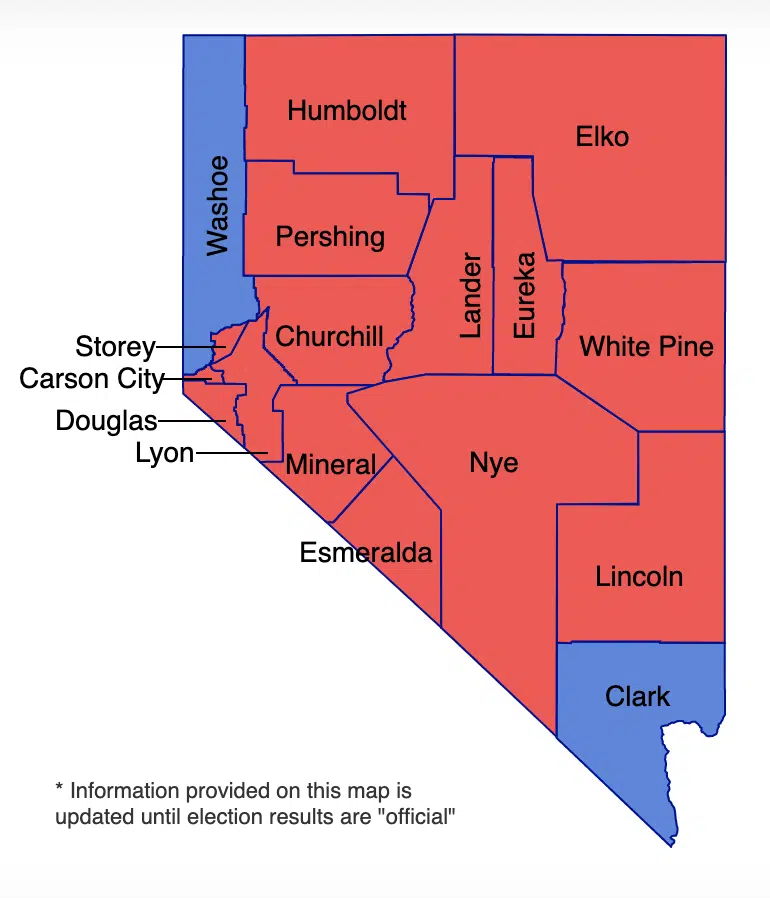 Humboldt
Elko
Washoe
Pershing
Lander
Eureka
Churchill
Storey
White Pine
Carson City
Douglas
Lyon
Mineral
Nye
Esmeralda
Lincoln
Clark
* Information provided on this map is
updated until election results are "official"